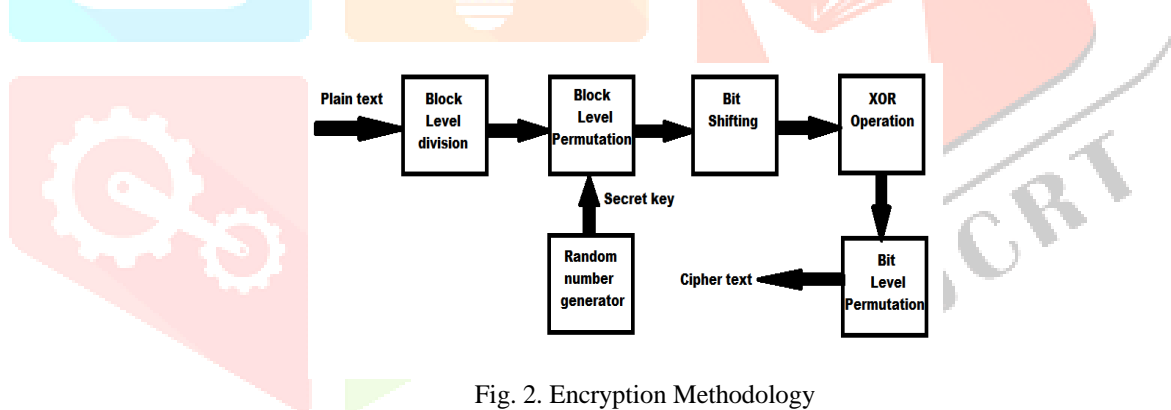 Plain text
Block
Level
division
Block
Level
Permutation
Bit
Shifting
XOR
Operation
Secret key
Random
number
generator
Bit
Level
Permutation
Cipher text
CRT
Fig. 2. Encryption Methodology